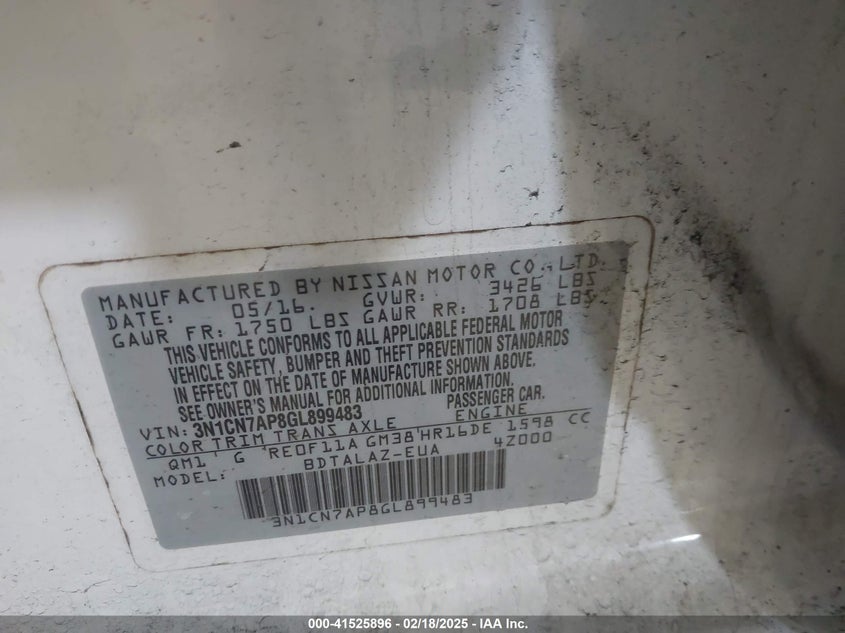 MANUFACTURED BY NISSAN MOTOR CO.,LTD.
DATE: 05/16. GVWR: 3426 LBS
GAWR FR: 1750 LBS GAWR RR: 1708 LBS
THIS VEHICLE CONFORMS TO ALL APPLICABLE FEDERAL MOTOR
VEHICLE SAFETY, BUMPER AND THEFT PREVENTION STANDARDS
IN EFFECT ON THE DATE OF MANUFACTURE SHOWN ABOVE.
SEE OWNER'S MANUAL FOR ADDITIONAL INFORMATION.
VIN: 3N1CN7AP8GL899483 PASSENGER CAR.
COLOR TRIM TRANS AXLE ENGINE
QM1 G RE0F11A GM38 HR16DE 1598 CC
MODEL: BDTALAZ-EUA 4Z000
3N1CN7AP8GL899483
000-41525896 - 02/18/2025 - IAA Inc.